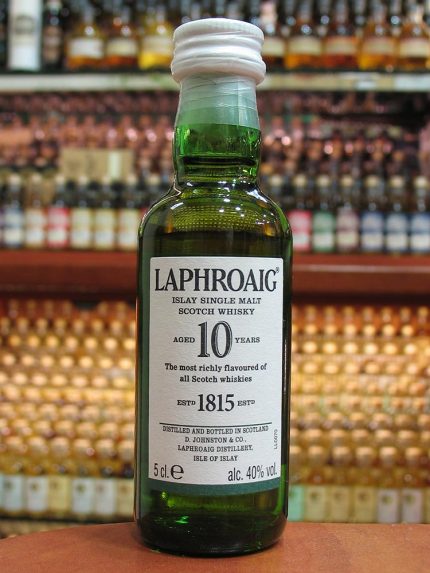 LAPHROAIG®
ISLAY SINGLE MALT
SCOTCH WHISKY
AGED 10 YEARS
The most richly flavoured of
all Scotch whiskies
ESTD 1815 ESTD
DISTILLED AND BOTTLED IN SCOTLAND
D. JOHNSTON & CO.,
LAPHROAIG DISTILLERY,
ISLE OF ISLAY
5 cl. e alc. 40% vol.